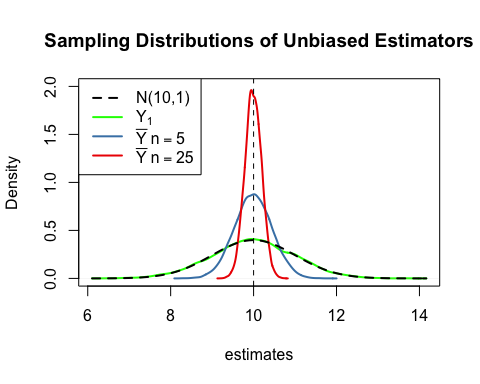 Sampling Distributions of Unbiased Estimators
N(10,1)
Y₁
Y̅ n = 5
Y̅ n = 25
Density
2.0
1.5
1.0
0.5
0.0
6 8 10 12 14
estimates